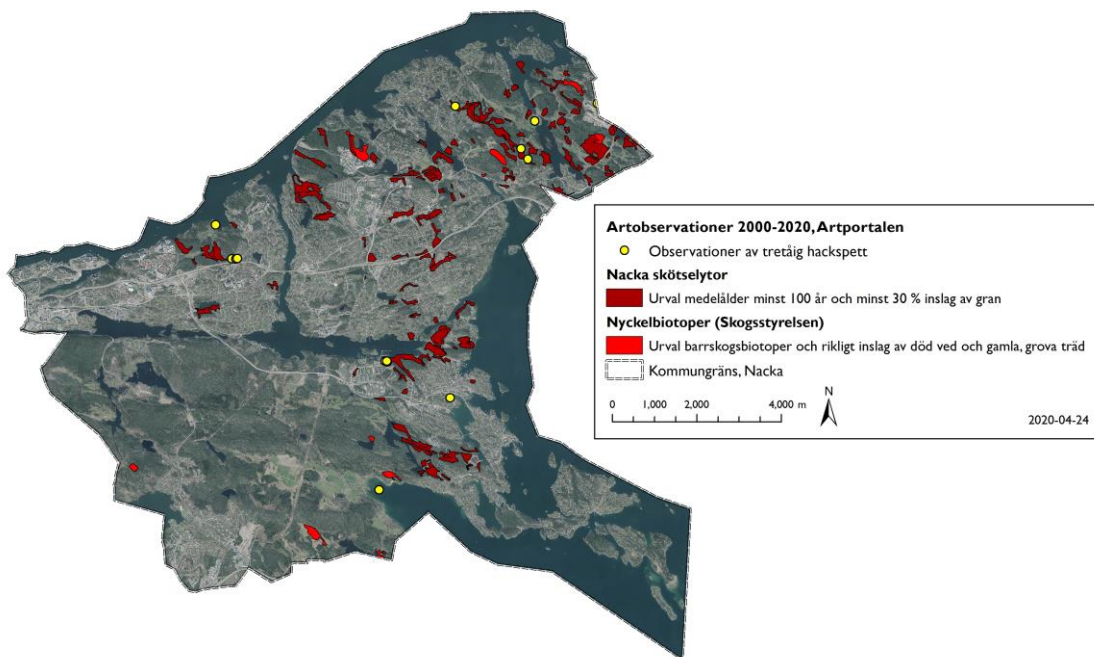 Artobservationer 2000-2020, Artportalen
Observationer av tretåig hackspett
Nacka skötselytor
Urval medelålder minst 100 år och minst 30 % inslag av gran
Nyckelbiotoper (Skogsstyrelsen)
Urval barrskogsbiotoper och rikligt inslag av död ved och gamla, grova träd
Kommungräns, Nacka
0 1,000 2,000 4,000 m
N
2020-04-24